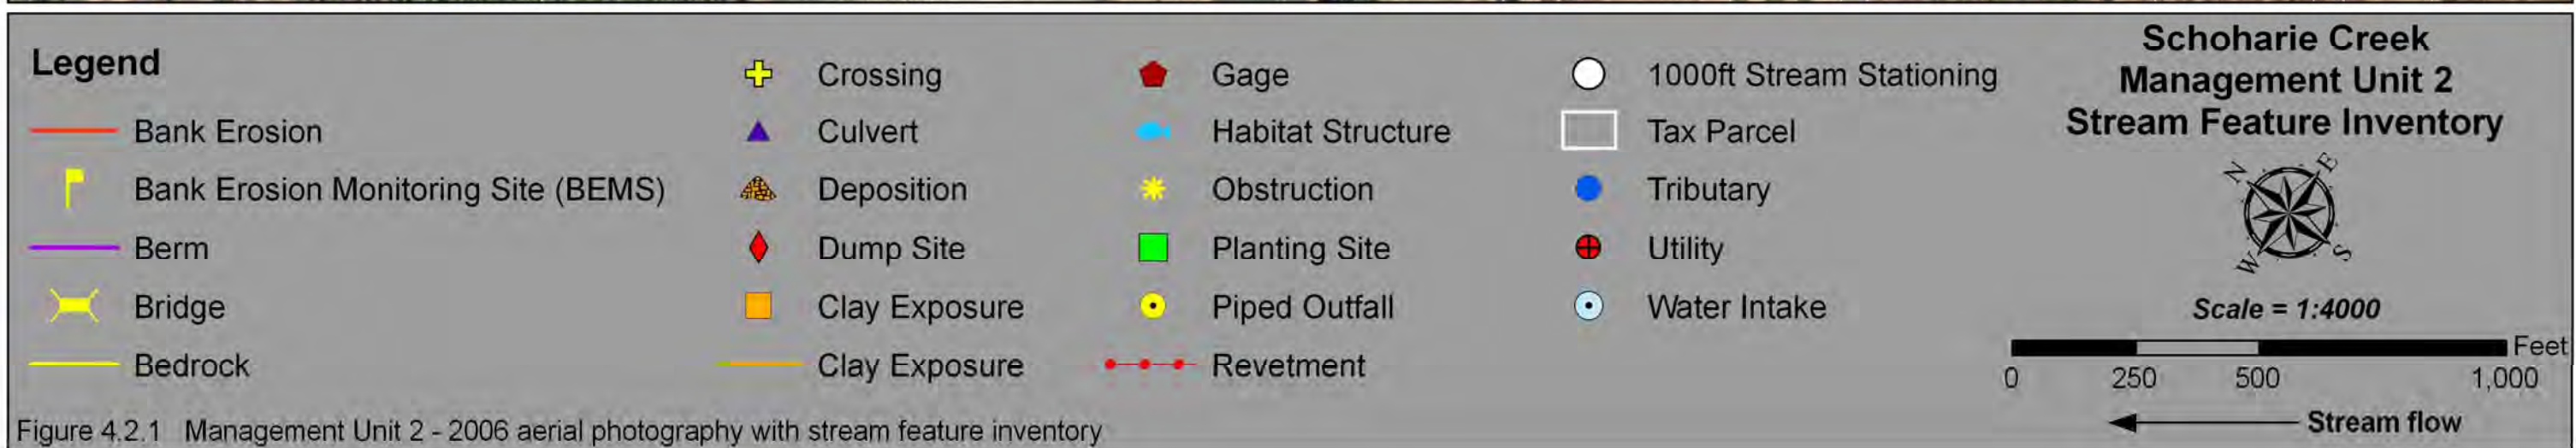 Legend
Bank Erosion
Bank Erosion Monitoring Site (BEMS)
Berm
Bridge
Bedrock
Crossing
Culvert
Deposition
Dump Site
Clay Exposure
Clay Exposure
Gage
Habitat Structure
Obstruction
Planting Site
Piped Outfall
Revetment
1000ft Stream Stationing
Tax Parcel
Tributary
Utility
Water Intake
Schoharie Creek
Management Unit 2
Stream Feature Inventory
N E
W S
Scale = 1:4000
Feet
0 250 500 1,000
Stream flow
Figure 4.2.1 Management Unit 2 - 2006 aerial photography with stream feature inventory